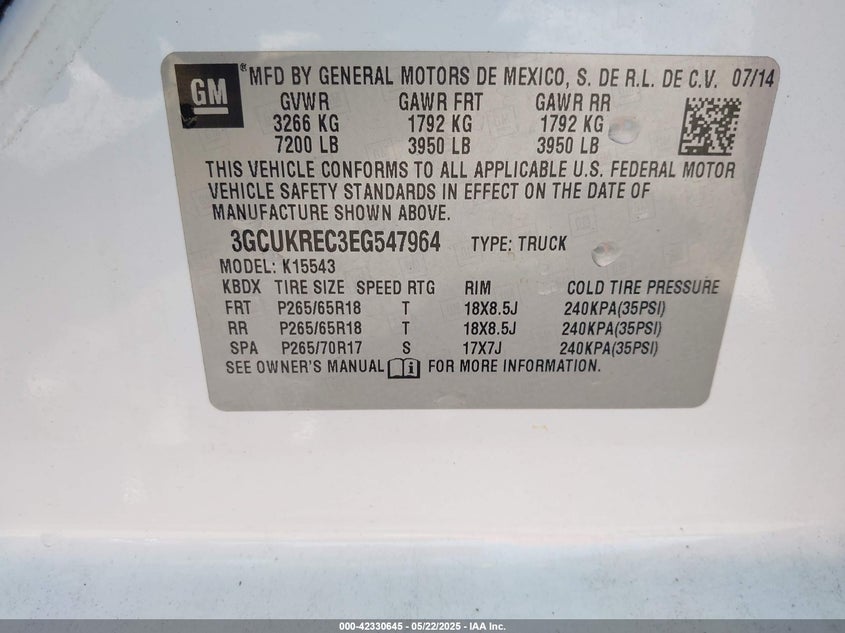 GM ® MFD BY GENERAL MOTORS DE MEXICO, S. DE R.L. DE C.V. 07/14
GVWR GAWR FRT GAWR RR
3266 KG 1792 KG 1792 KG
7200 LB 3950 LB 3950 LB
THIS VEHICLE CONFORMS TO ALL APPLICABLE U.S. FEDERAL MOTOR
VEHICLE SAFETY STANDARDS IN EFFECT ON THE DATE OF
MANUFACTURE SHOWN ABOVE.
3GCUKREC3EG547964 TYPE: TRUCK
MODEL: K15543
KBDX TIRE SIZE SPEED RTG RIM COLD TIRE PRESSURE
FRT P265/65R18 T 18X8.5J 240KPA(35PSI)
RR P265/65R18 T 18X8.5J 240KPA(35PSI)
SPA P265/70R17 S 17X7J 240KPA(35PSI)
SEE OWNER'S MANUAL FOR MORE INFORMATION.
000-42330645 - 05/22/2025 - IAA Inc.